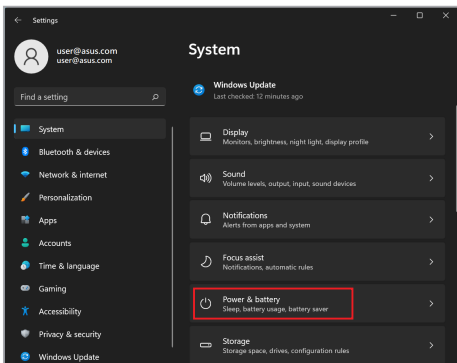 Settings
user@asus.com
user@asus.com
Find a setting
System
Bluetooth & devices
Network & internet
Personalization
Apps
Accounts
Time & language
Gaming
Accessibility
Privacy & security
Windows Update
System
Windows Update
Last checked: 12 minutes ago
Display
Monitors, brightness, night light, display profile
Sound
Volume levels, output, input, sound devices
Notifications
Alerts from apps and system
Focus assist
Notifications, automatic rules
Power & battery
Sleep, battery usage, battery saver
Storage
Storage space, drives, configuration rules